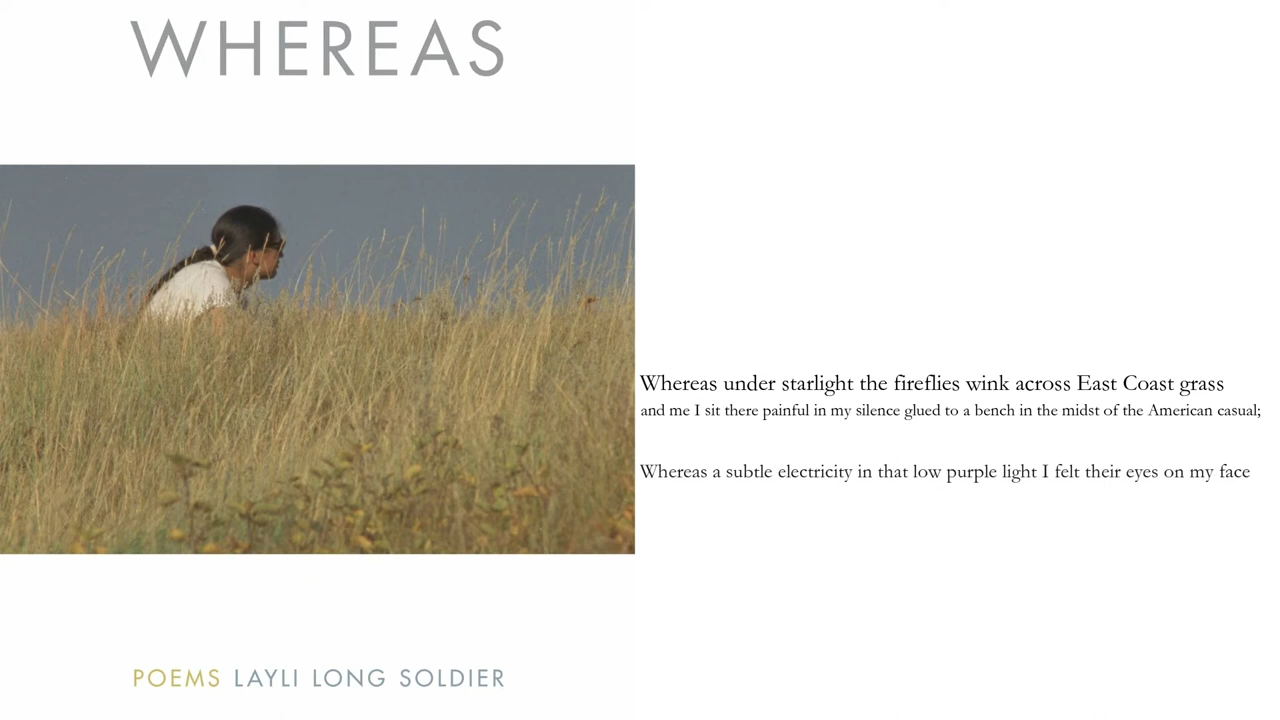 WHEREAS
POEMS LAYLI LONG SOLDIER
Whereas under starlight the fireflies wink across East Coast grass
and me I sit there painful in my silence glued to a bench in the midst of the American casual;
Whereas a subtle electricity in that low purple light I felt their eyes on my face